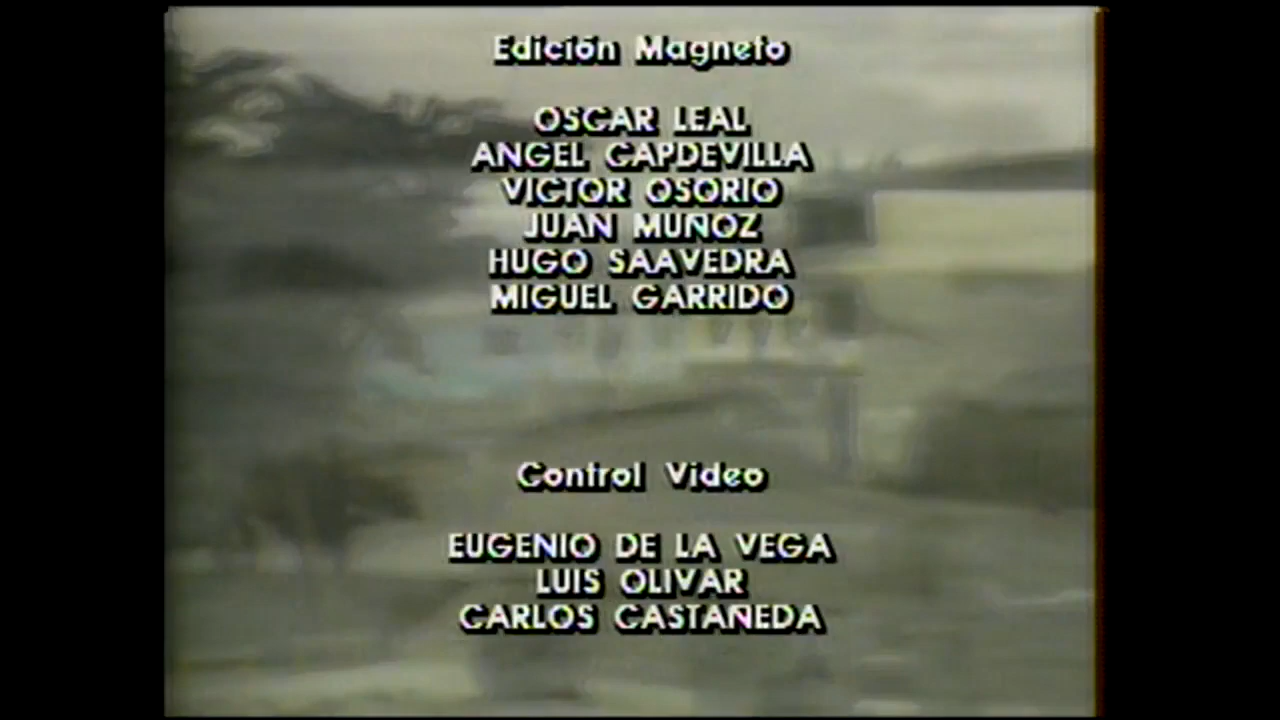 Edición Magneto
OSCAR LEAL
ANGEL CAPDEVILLA
VICTOR OSORIO
JUAN MUÑOZ
HUGO SAAVEDRA
MIGUEL GARRIDO
Control Video
EUGENIO DE LA VEGA
LUIS OLIVAR
CARLOS CASTAÑEDA